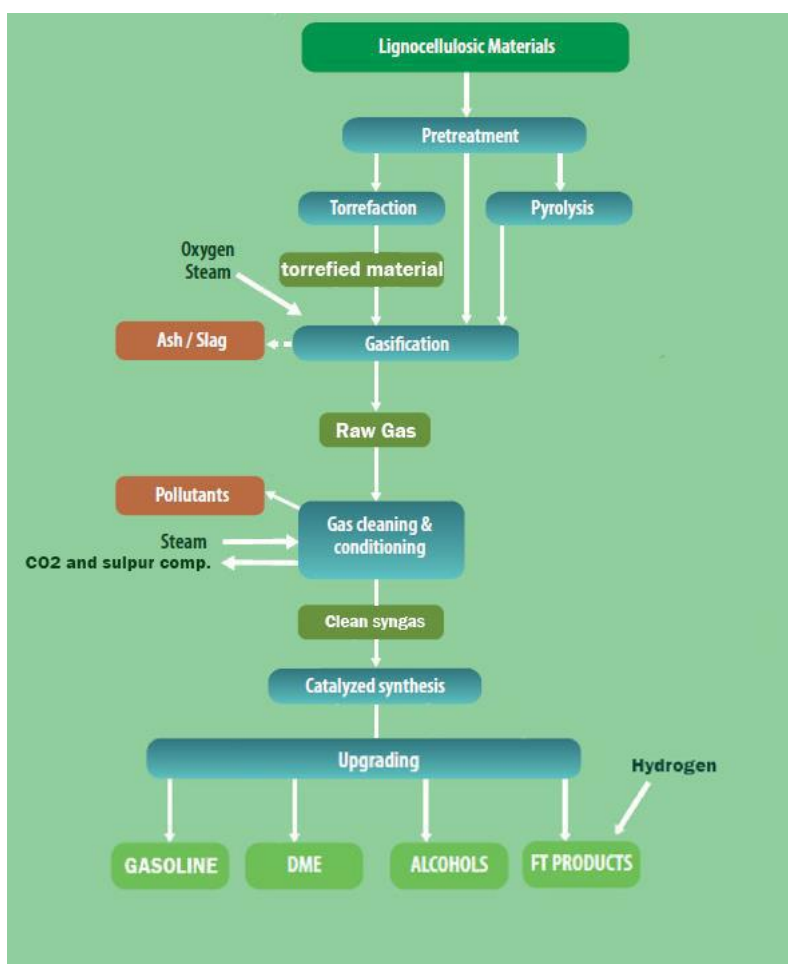 Lignocellulosic Materials
Pretreatment
Torrefaction
Pyrolysis
Oxygen
Steam
torrefied material
Ash / Slag
Gasification
Raw Gas
Pollutants
Gas cleaning &
conditioning
Steam
CO2 and sulpur comp.
Clean syngas
Catalyzed synthesis
Upgrading
Hydrogen
GASOLINE
DME
ALCOHOLS
FT PRODUCTS